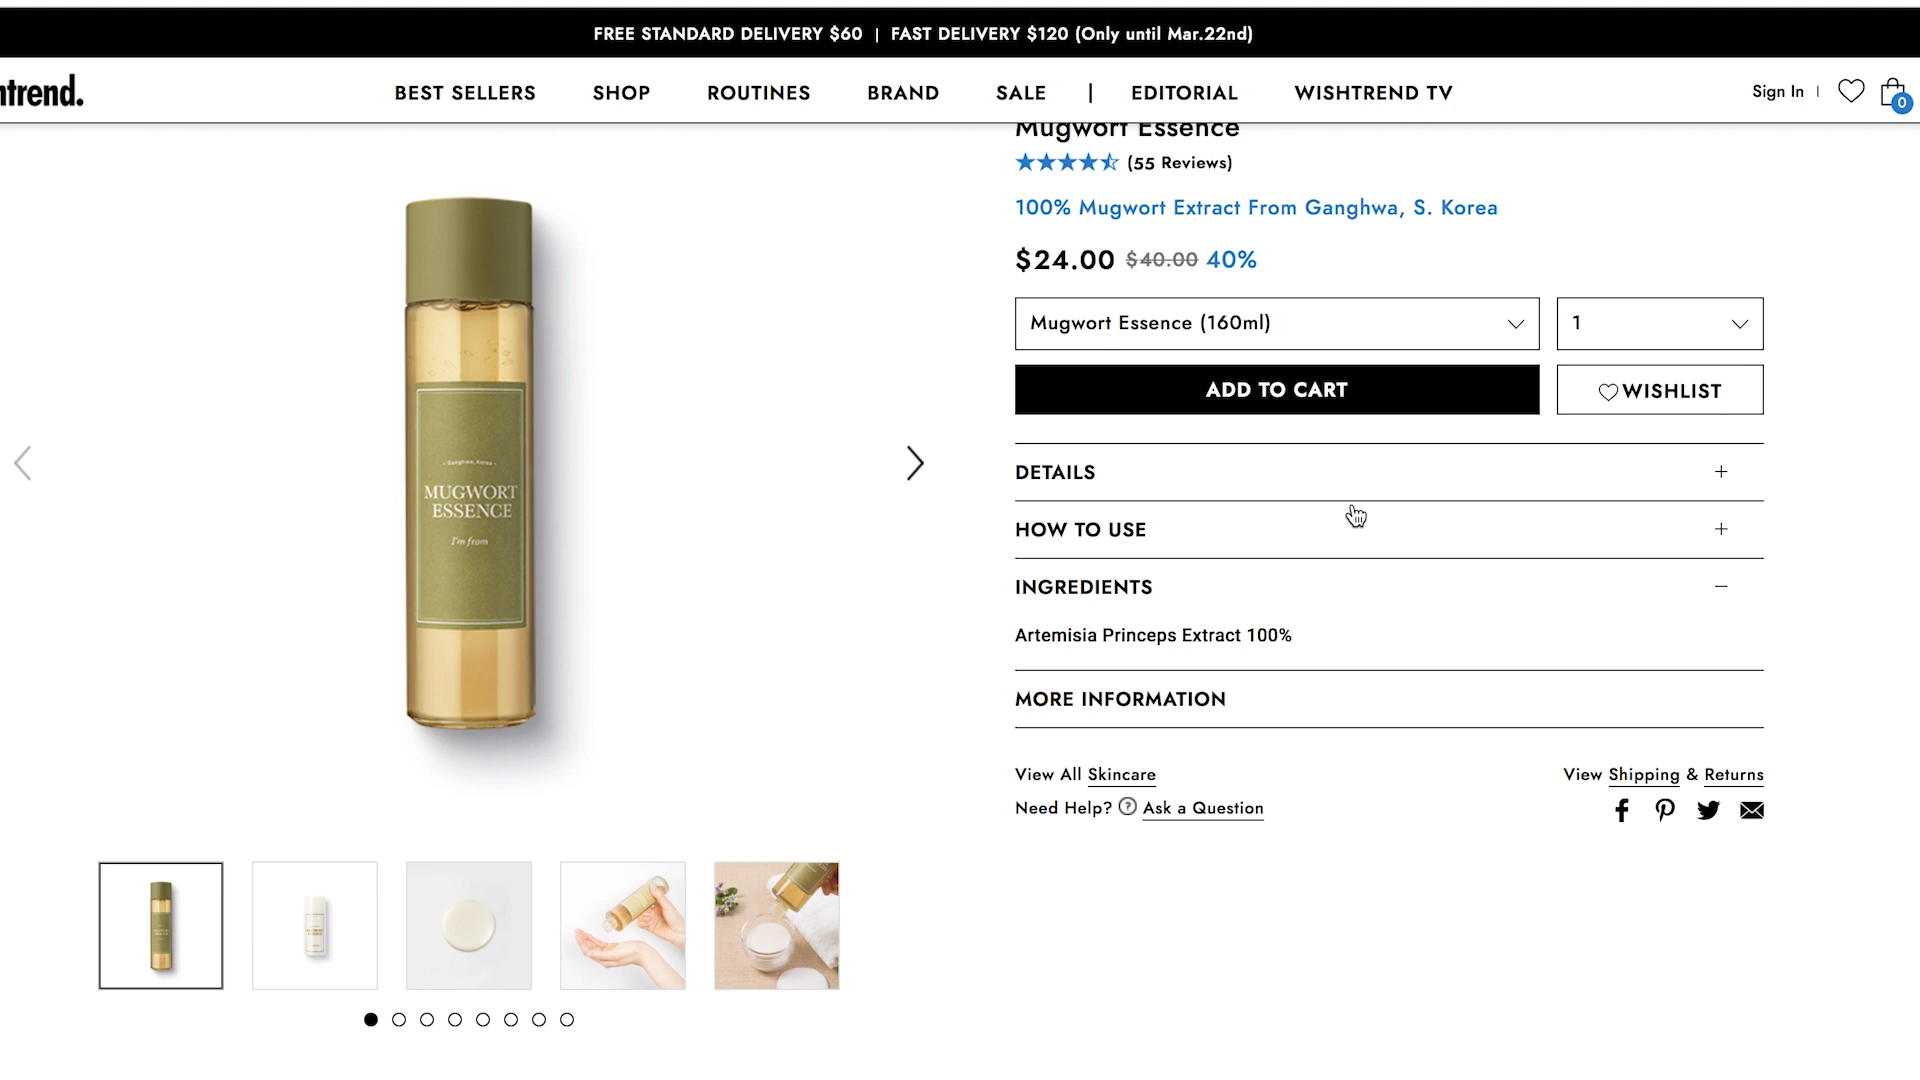 FREE STANDARD DELIVERY $60 | FAST DELIVERY $120 (Only until Mar.22nd)
trend.
BEST SELLERS SHOP ROUTINES BRAND SALE | EDITORIAL WISHTREND TV
Sign In |
0
Mugwort Essence
(55 Reviews)
100% Mugwort Extract From Ganghwa, S. Korea
$24.00 $40.00 40%
Mugwort Essence (160ml)
1
ADD TO CART
WISHLIST
- Ganghwa, Korea -
MUGWORT
ESSENCE
I'm from
DETAILS
HOW TO USE
INGREDIENTS
Artemisia Princeps Extract 100%
MORE INFORMATION
View All Skincare
View Shipping & Returns
Need Help? ? Ask a Question